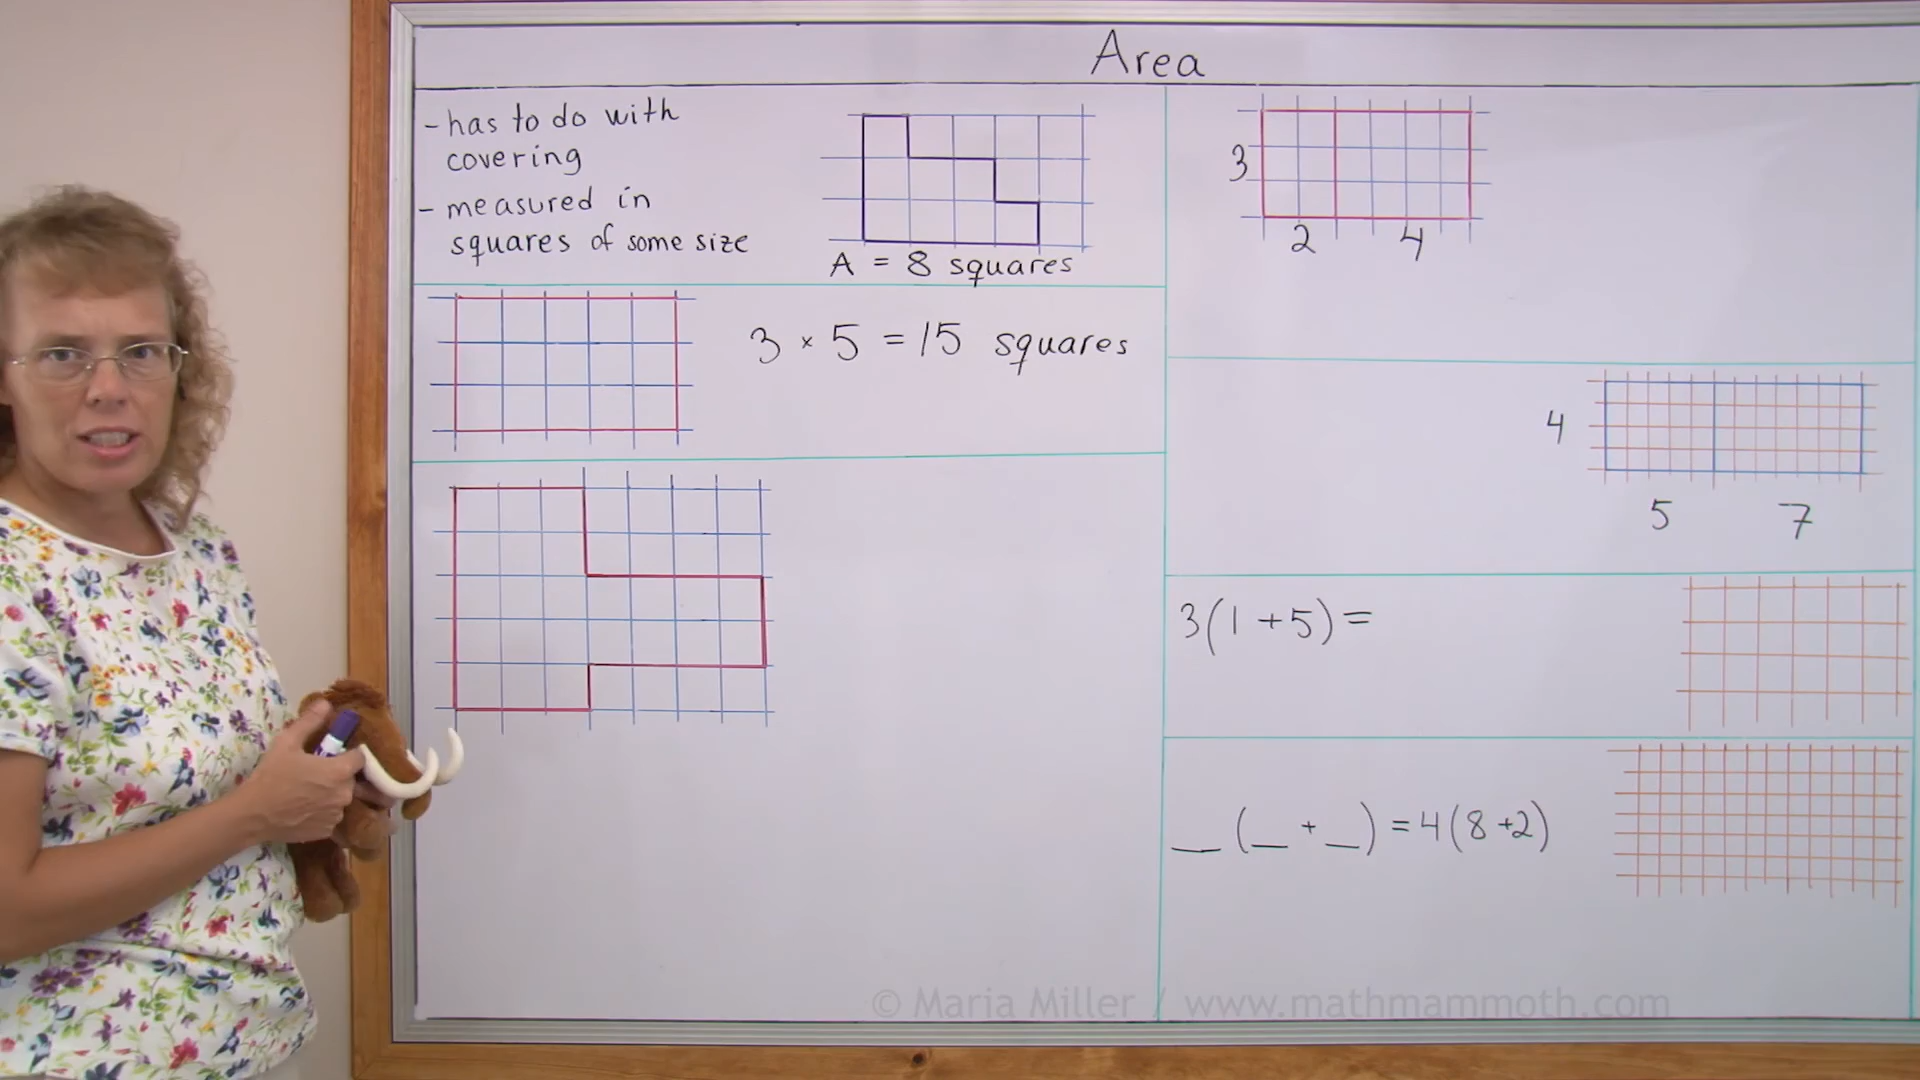 Area
- has to do with
covering
- measured in
squares of some size
A = 8 squares
3 × 5 = 15 squares
3
2 4
4
5 7
3(1+5)=
__ (__ + __) = 4(8+2)
© Maria Miller / www.mathmammoth.com